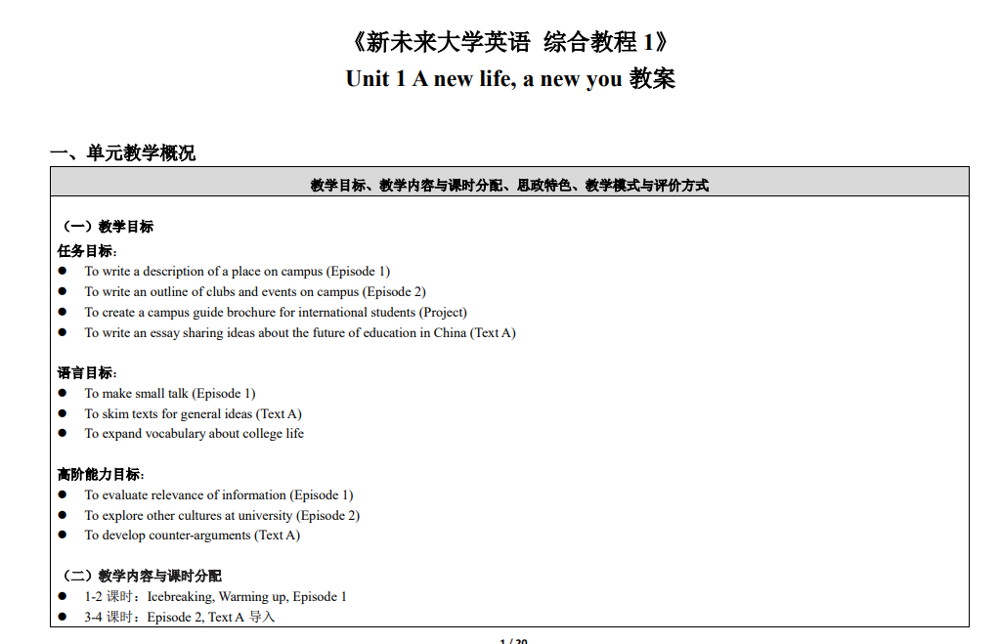 《新未来大学英语 综合教程 1》
Unit 1 A new life, a new you 教案
一、单元教学概况
教学目标、教学内容与课时分配、思政特色、教学模式与评价方式
（一）教学目标
任务目标：
● To write a description of a place on campus (Episode 1)
● To write an outline of clubs and events on campus (Episode 2)
● To create a campus guide brochure for international students (Project)
● To write an essay sharing ideas about the future of education in China (Text A)
语言目标：
● To make small talk (Episode 1)
● To skim texts for general ideas (Text A)
● To expand vocabulary about college life
高阶能力目标：
● To evaluate relevance of information (Episode 1)
● To explore other cultures at university (Episode 2)
● To develop counter-arguments (Text A)
（二）教学内容与课时分配
● 1-2 课时：Icebreaking, Warming up, Episode 1
● 3-4 课时：Episode 2, Text A 导入
1 / 20